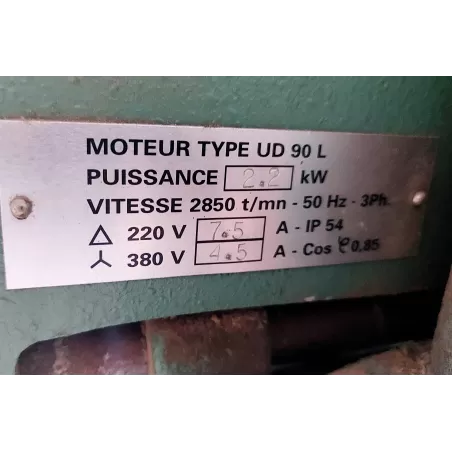 MOTEUR TYPE UD 90 L
PUISSANCE 2.2 kW
VITESSE 2850 t/mn - 50 Hz - 3Ph.
△ 220 V 7.5 A - IP 54
⅄ 380 V 4.5 A - Cos φ 0,85